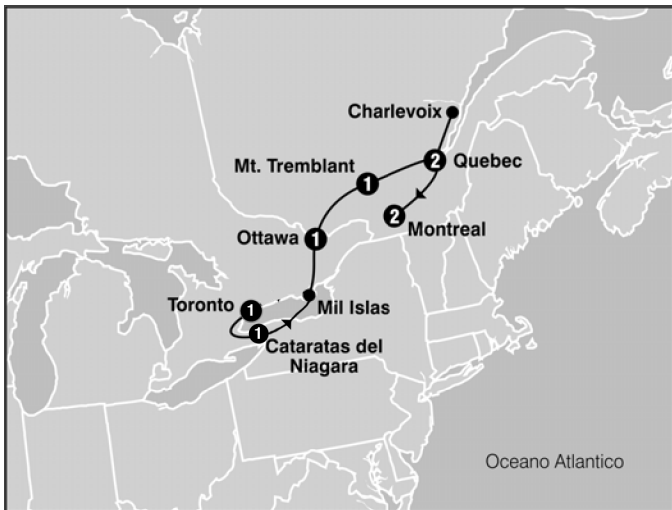 Charlevoix
2 Quebec
Mt. Tremblant
1
2
Montreal
Ottawa 1
Toronto 1
Mil Islas
1
Cataratas del
Niagara
Oceano Atlantico